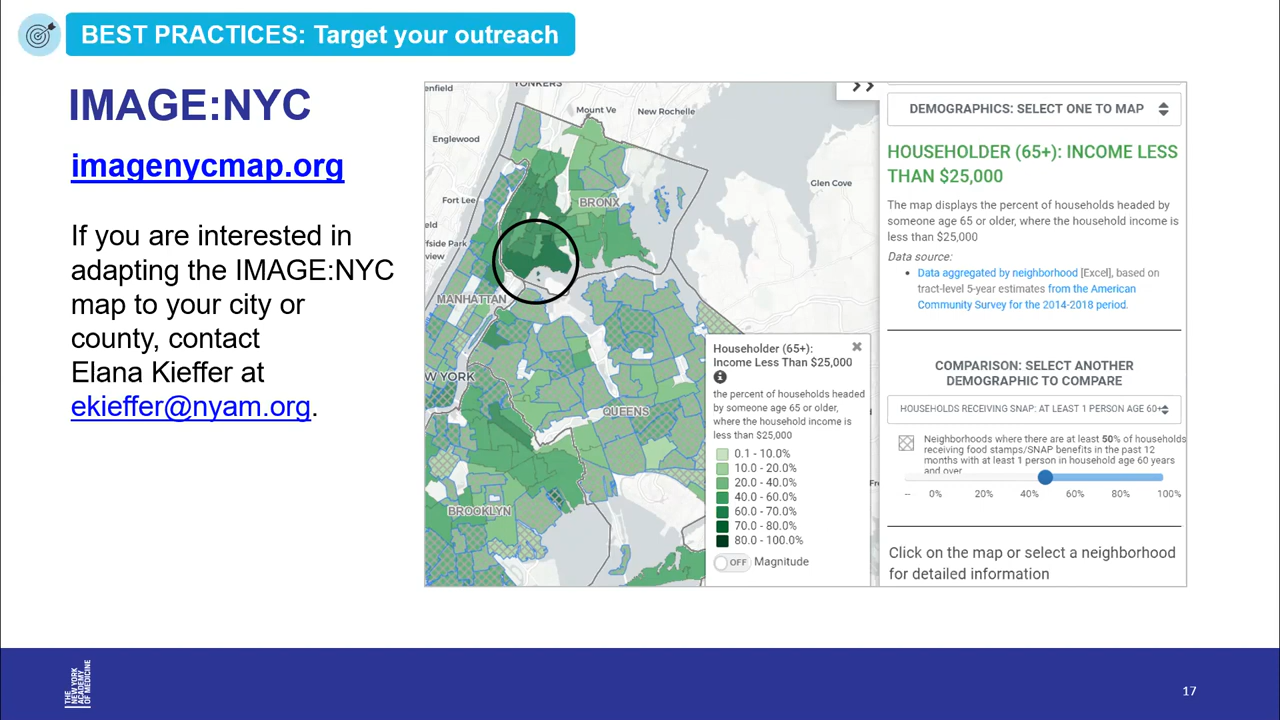 BEST PRACTICES: Target your outreach
IMAGE:NYC
imagenycmap.org
If you are interested in
adapting the IMAGE:NYC
map to your city or
county, contact
Elana Kieffer at
ekieffer@nyam.org.
YONKERS
enfield
Mount Ve
New Rochelle
Englewood
Glen Cove
Fort Lee
BRONX
eld
rfside Park
view
MANHATTAN
W YORK
QUEENS
BROOKLYN
Householder (65+):
Income Less Than $25,000
the percent of households headed
by someone age 65 or older,
where the household income is
less than $25,000
0.1 - 10.0%
10.0 - 20.0%
20.0 - 40.0%
40.0 - 60.0%
60.0 - 70.0%
70.0 - 80.0%
80.0 - 100.0%
OFF Magnitude
DEMOGRAPHICS: SELECT ONE TO MAP
HOUSEHOLDER (65+): INCOME LESS
THAN $25,000
The map displays the percent of households headed by
someone age 65 or older, where the household income is
less than $25,000
Data source:
• Data aggregated by neighborhood [Excel], based on
tract-level 5-year estimates from the American
Community Survey for the 2014-2018 period.
COMPARISON: SELECT ANOTHER
DEMOGRAPHIC TO COMPARE
HOUSEHOLDS RECEIVING SNAP: AT LEAST 1 PERSON AGE 60+
Neighborhoods where there are at least 50% of households
receiving food stamps/SNAP benefits in the past 12
months with at least 1 person in household age 60 years
and over
-- 0% 20% 40% 60% 80% 100%
Click on the map or select a neighborhood
for detailed information
THE
NEW YORK
ACADEMY
OF MEDICINE
17